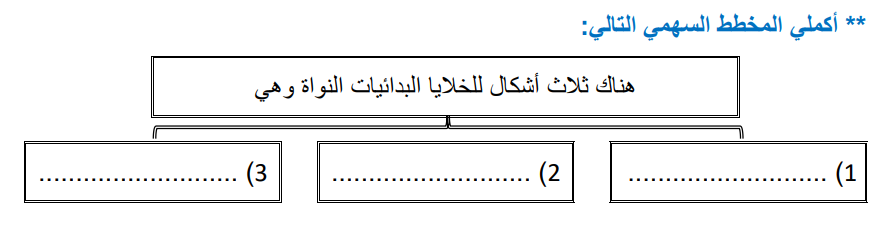 ** أكملي المخطط السهمي التالي:
هناك ثلاث أشكال للخلايا البدائيات النواة وهي
1) ...........................
2) ...........................
3) ...........................